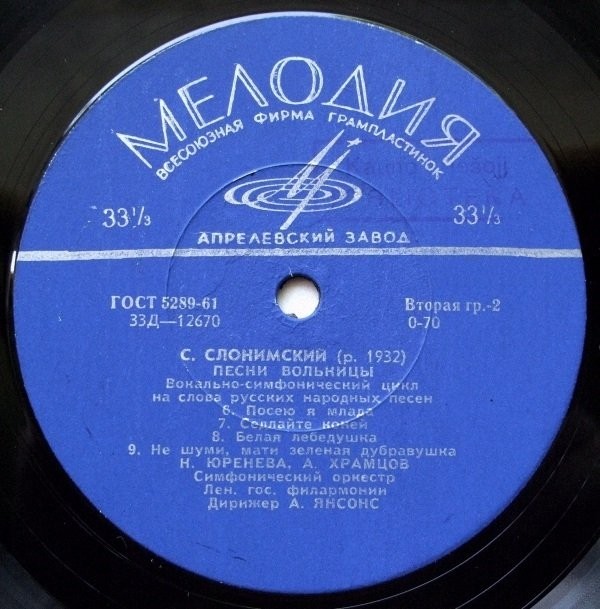 МЕЛОДИЯ
ВСЕСОЮЗНАЯ ФИРМА ГРАМПЛАСТИНОК
33⅓ 33⅓
АПРЕЛЕВСКИЙ ЗАВОД
ГОСТ 5289-61 Вторая гр.-2
33Д—12670 0-70
С. СЛОНИМСКИЙ (р. 1932)
ПЕСНИ ВОЛЬНИЦЫ
Вокально-симфонический цикл
на слова русских народных песен
6. Посею я млада
7. Седлайте коней
8. Белая лебедушка
9. Не шуми, мати зеленая дубравушка
Н. ЮРЕНЕВА, А. ХРАМЦОВ
Симфонический оркестр
Лен. гос. филармонии
Дирижер А. ЯНСОНС